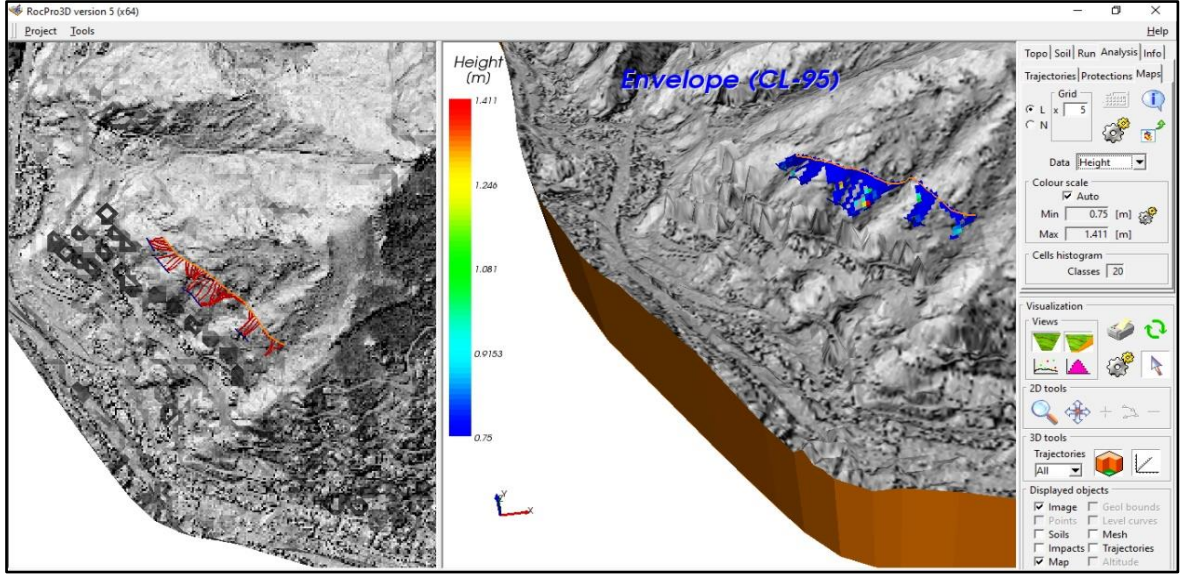 RocPro3D version 5 (x64)
Project Tools
Help
Height
(m)
1.411
1.246
1.081
0.9153
0.75
Envelope (CL-95)
Y
X
Topo Soil Run Analysis Info
Trajectories Protections Maps
Grid
L x 5
N
Data Height
Colour scale
Auto
Min 0.75 [m]
Max 1.411 [m]
Cells histogram
Classes 20
Visualization
Views
2D tools
3D tools
Trajectories
All
Displayed objects
Image Geol bounds
Points Level curves
Soils Mesh
Impacts Trajectories
Map Altitude